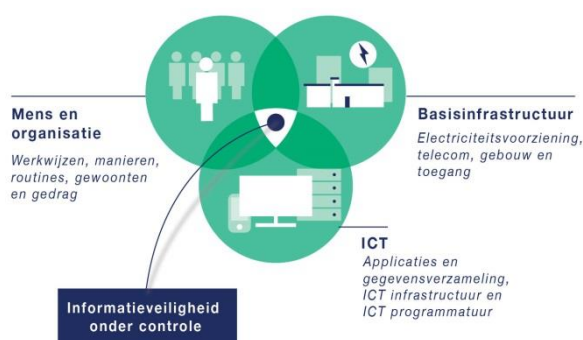 Mens en
organisatie
Werkwijzen, manieren,
routines, gewoonten
en gedrag
Basisinfrastructuur
Electriciteitsvoorziening,
telecom, gebouw en
toegang
ICT
Applicaties en
gegevensverzameling,
ICT infrastructuur en
ICT programmatuur
Informatieveiligheid
onder controle